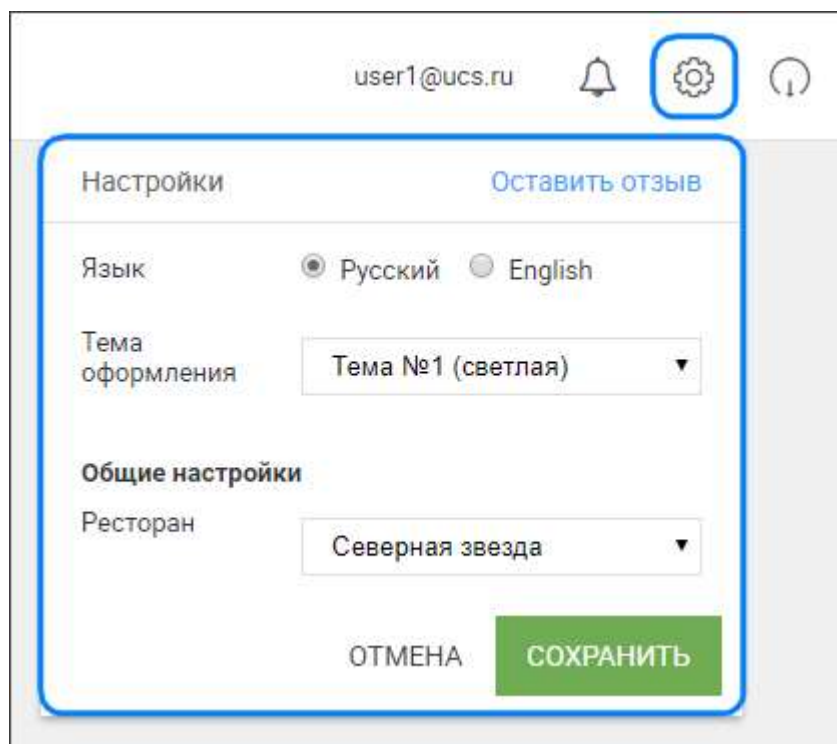 user1@ucs.ru
Настройки Оставить отзыв
Язык Русский English
Тема
оформления Тема №1 (светлая)
Общие настройки
Ресторан Северная звезда
ОТМЕНА СОХРАНИТЬ